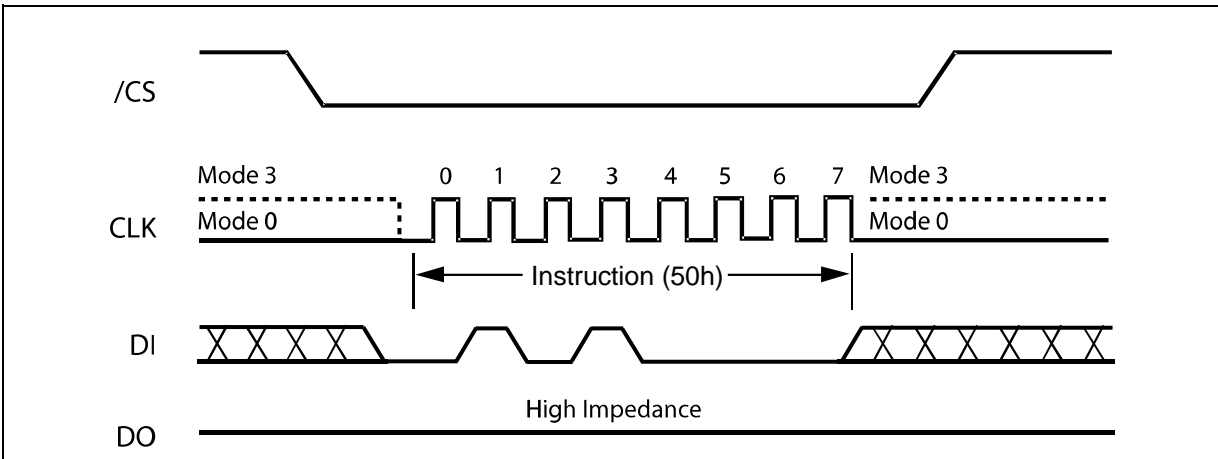 /CS
Mode 3 0 1 2 3 4 5 6 7 Mode 3
CLK Mode 0 Mode 0
Instruction (50h)
DI
High Impedance
DO